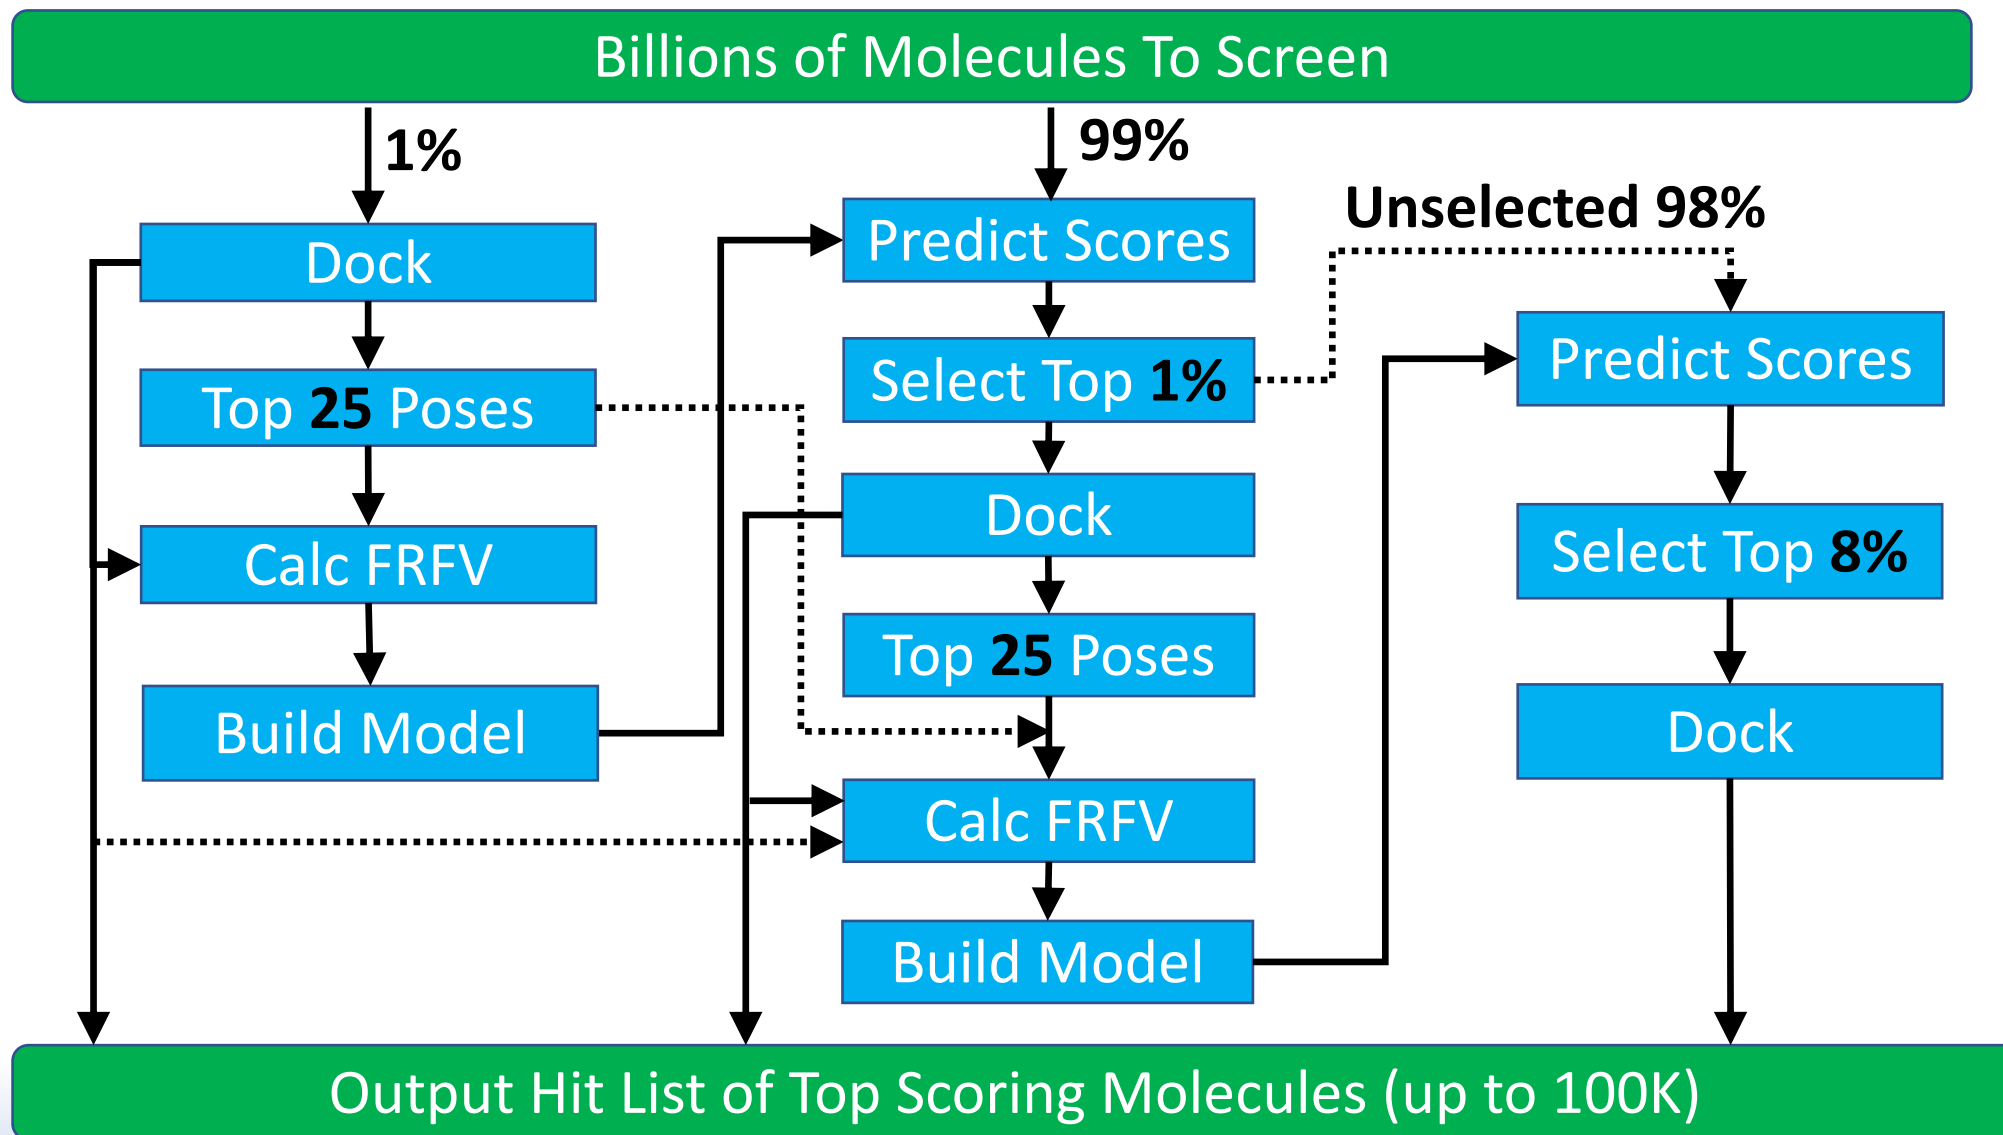 Billions of Molecules To Screen
1%
99%
Unselected 98%
Dock
Top 25 Poses
Calc FRFV
Build Model
Predict Scores
Select Top 1%
Dock
Top 25 Poses
Calc FRFV
Build Model
Predict Scores
Select Top 8%
Dock
Output Hit List of Top Scoring Molecules (up to 100K)